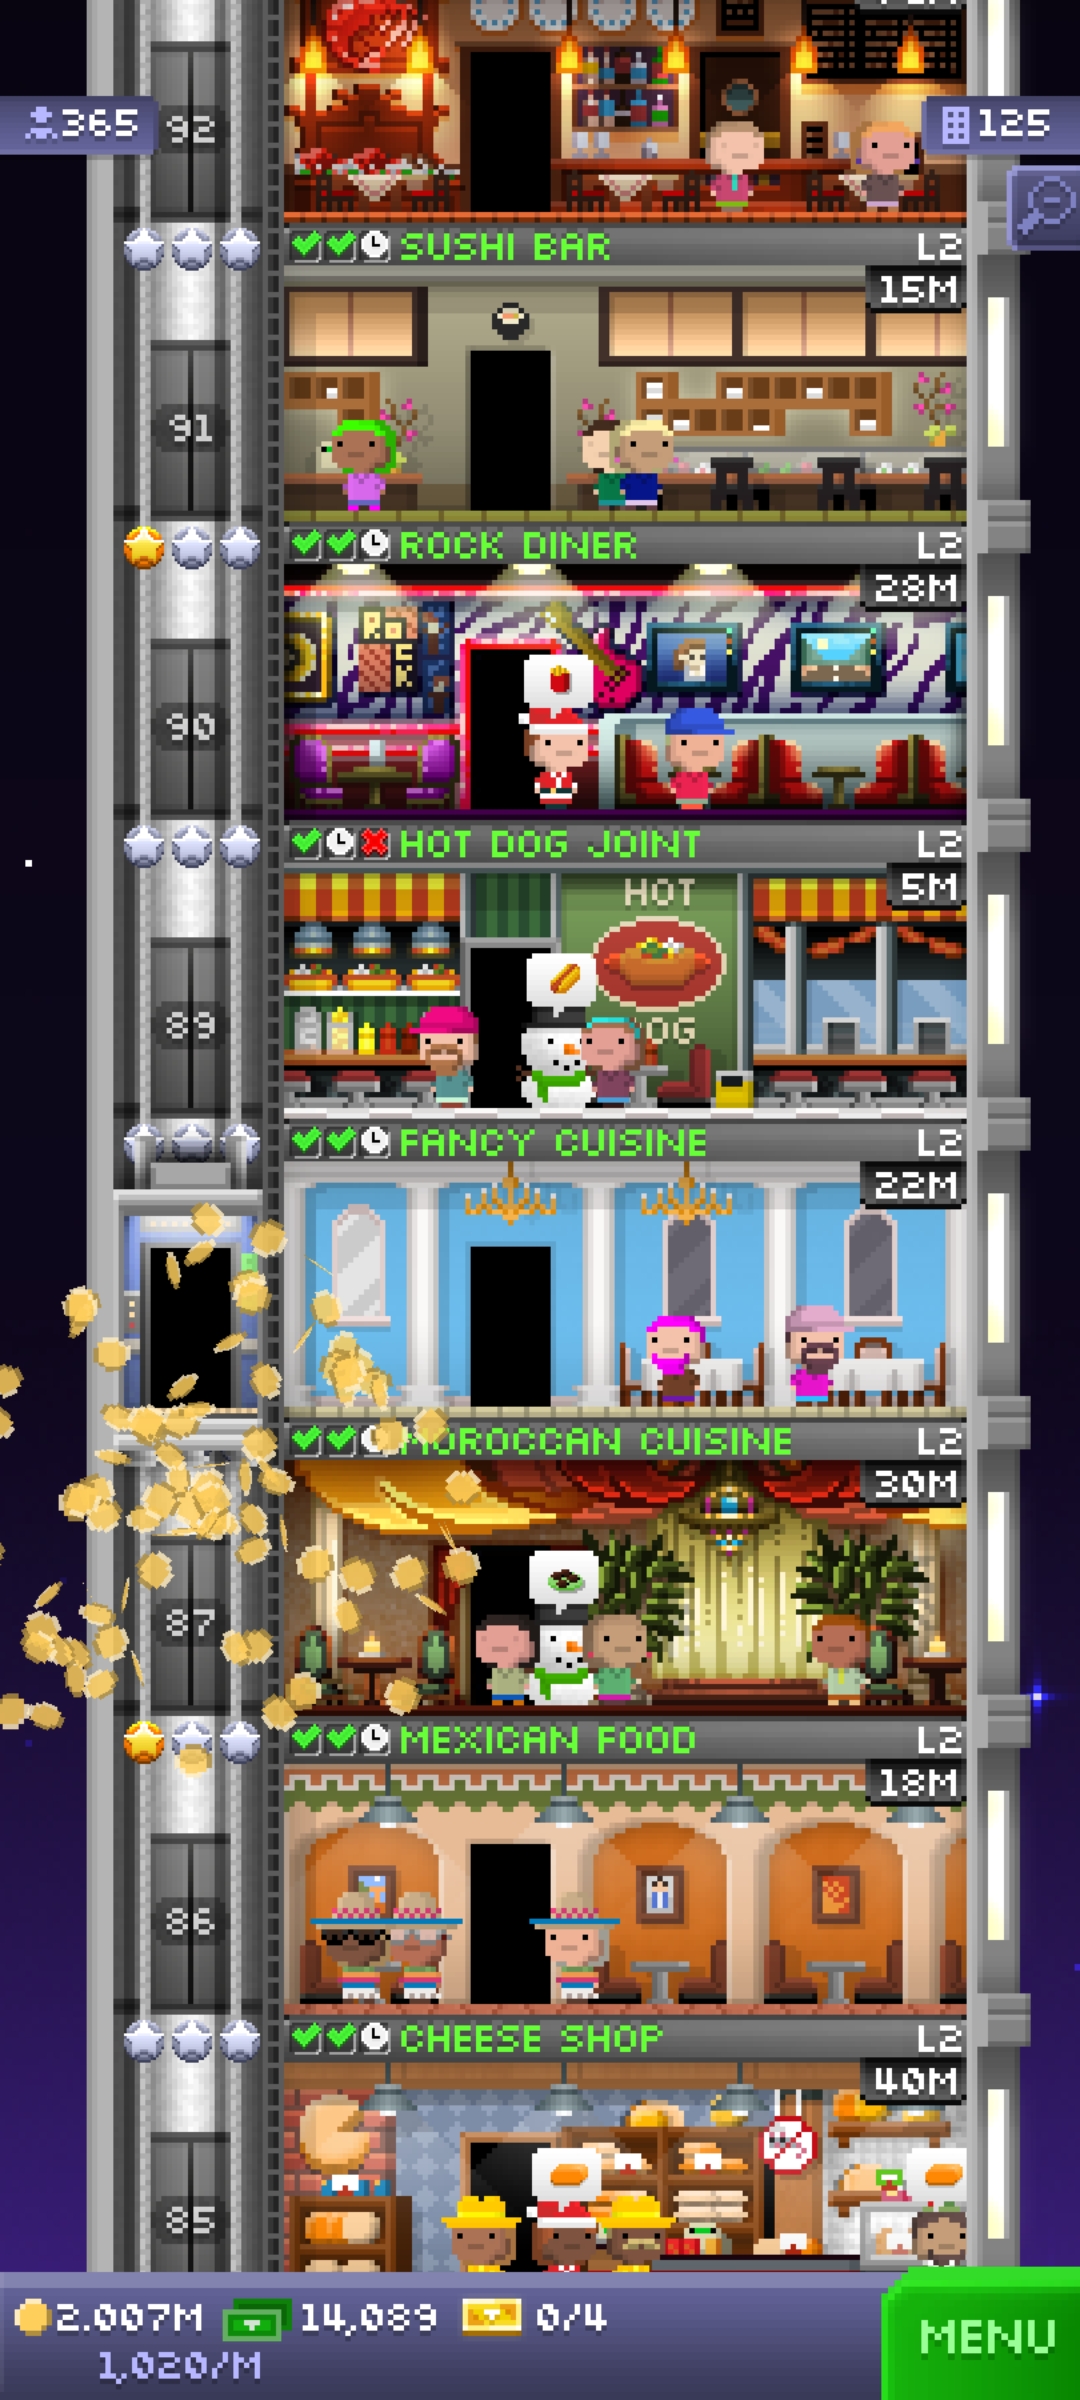 365
92
125
SUSHI BAR L2
15M
91
ROCK DINER L2
28M
ROCK
90
HOT DOG JOINT L2
5M
HOT
89
OG
FANCY CUISINE L2
22M
MOROCCAN CUISINE L2
30M
87
MEXICAN FOOD L2
18M
86
CHEESE SHOP L2
40M
85
2.007M 14,089 0/4
1,020/M
MENU